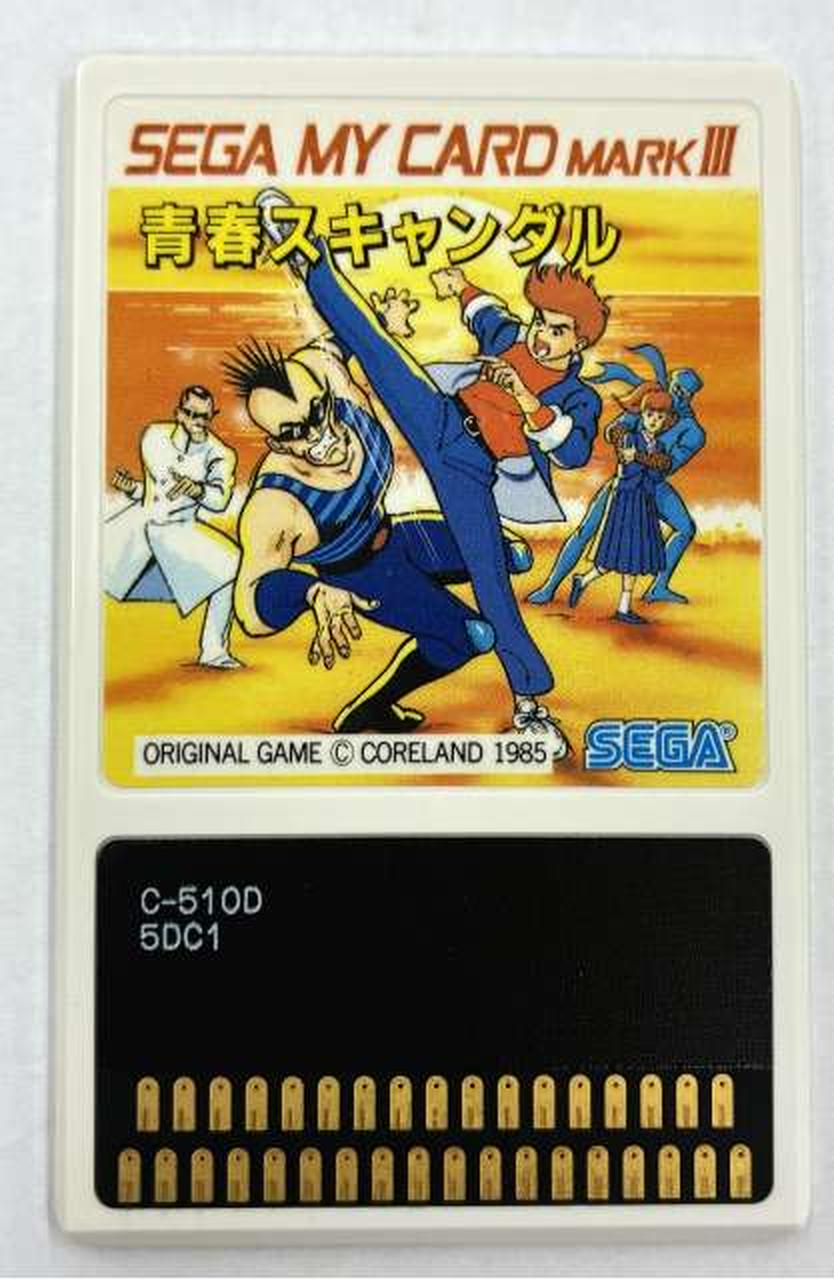 SEGA MY CARD MARK III
青春スキャンダル
ORIGINAL GAME © CORELAND 1985
SEGA®
C-510D
5DC1